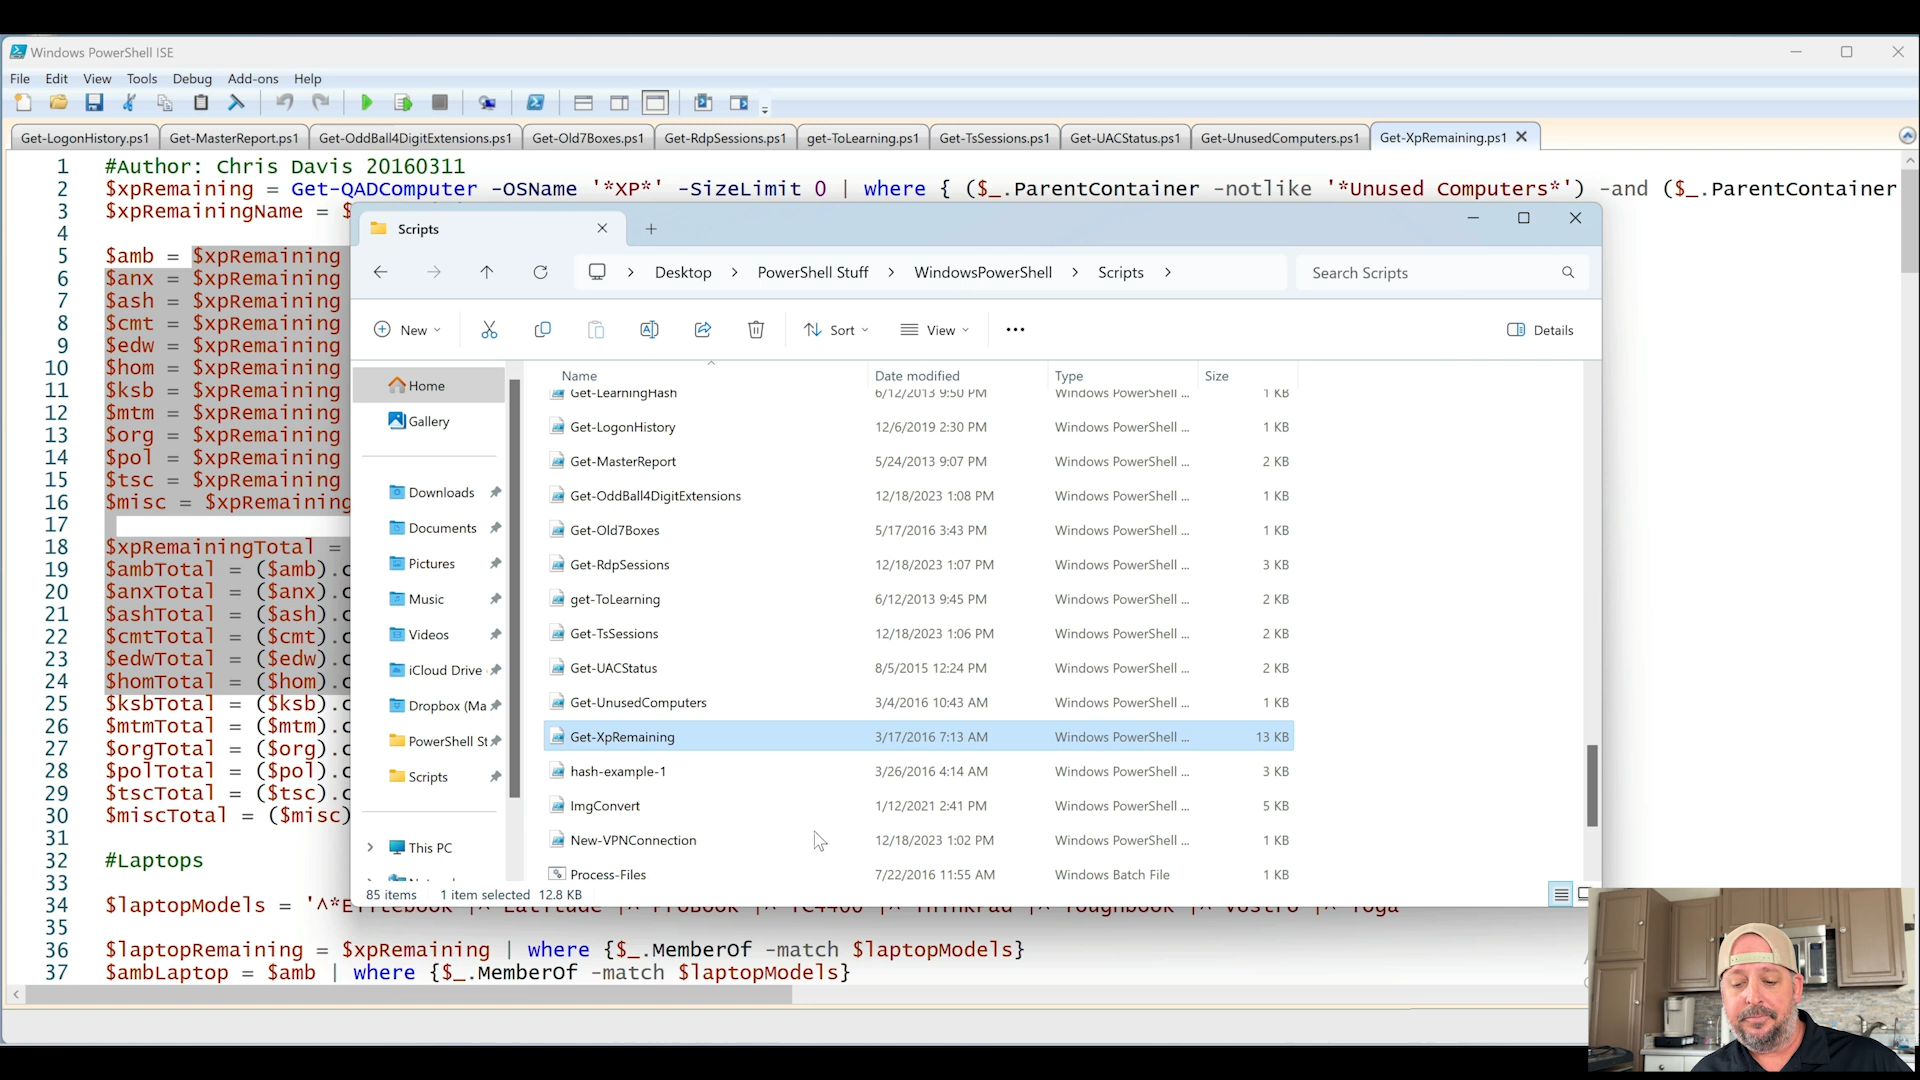 Windows PowerShell ISE
File Edit View Tools Debug Add-ons Help
Get-LogonHistory.ps1 Get-MasterReport.ps1 Get-OddBall4DigitExtensions.ps1 Get-Old7Boxes.ps1 Get-RdpSessions.ps1 get-ToLearning.ps1 Get-TsSessions.ps1 Get-UACStatus.ps1 Get-UnusedComputers.ps1 Get-XpRemaining.ps1
1 #Author: Chris Davis 20160311
2 $xpRemaining = Get-QADComputer -OSName '*XP*' -SizeLimit 0 | where { ($_.ParentContainer -notlike '*Unused Computers*') -and ($_.ParentContainer
3 $xpRemainingName = $
4
5 $amb = $xpRemaining
6 $anx = $xpRemaining
7 $ash = $xpRemaining
8 $cmt = $xpRemaining
9 $edw = $xpRemaining
10 $hom = $xpRemaining
11 $ksb = $xpRemaining
12 $mtm = $xpRemaining
13 $org = $xpRemaining
14 $pol = $xpRemaining
15 $tsc = $xpRemaining
16 $misc = $xpRemaining
17
18 $xpRemainingTotal =
19 $ambTotal = ($amb).c
20 $anxTotal = ($anx).c
21 $ashTotal = ($ash).c
22 $cmtTotal = ($cmt).c
23 $edwTotal = ($edw).c
24 $homTotal = ($hom).c
25 $ksbTotal = ($ksb).c
26 $mtmTotal = ($mtm).c
27 $orgTotal = ($org).c
28 $polTotal = ($pol).c
29 $tscTotal = ($tsc).c
30 $miscTotal = ($misc)
31
32 #Laptops
33
34 $laptopModels =
35
36 $laptopRemaining = $xpRemaining | where {$_.MemberOf -match $laptopModels}
37 $ambLaptop = $amb | where {$_.MemberOf -match $laptopModels}
Scripts
Desktop > PowerShell Stuff > WindowsPowerShell > Scripts >
Search Scripts
New Sort View ... Details
Home
Gallery
Downloads
Documents
Pictures
Music
Videos
iCloud Drive
Dropbox (Ma
PowerShell St
Scripts
This PC
Name Date modified Type Size
Get-LearningHash 6/12/2013 9:50 PM Windows PowerShell ... 1 KB
Get-LogonHistory 12/6/2019 2:30 PM Windows PowerShell ... 1 KB
Get-MasterReport 5/24/2013 9:07 PM Windows PowerShell ... 2 KB
Get-OddBall4DigitExtensions 12/18/2023 1:08 PM Windows PowerShell ... 1 KB
Get-Old7Boxes 5/17/2016 3:43 PM Windows PowerShell ... 1 KB
Get-RdpSessions 12/18/2023 1:07 PM Windows PowerShell ... 3 KB
get-ToLearning 6/12/2013 9:45 PM Windows PowerShell ... 2 KB
Get-TsSessions 12/18/2023 1:06 PM Windows PowerShell ... 2 KB
Get-UACStatus 8/5/2015 12:24 PM Windows PowerShell ... 2 KB
Get-UnusedComputers 3/4/2016 10:43 AM Windows PowerShell ... 1 KB
Get-XpRemaining 3/17/2016 7:13 AM Windows PowerShell ... 13 KB
hash-example-1 3/26/2016 4:14 AM Windows PowerShell ... 3 KB
ImgConvert 1/12/2021 2:41 PM Windows PowerShell ... 5 KB
New-VPNConnection 12/18/2023 1:02 PM Windows PowerShell ... 1 KB
Process-Files 7/22/2016 11:55 AM Windows Batch File 1 KB
85 items 1 item selected 12.8 KB